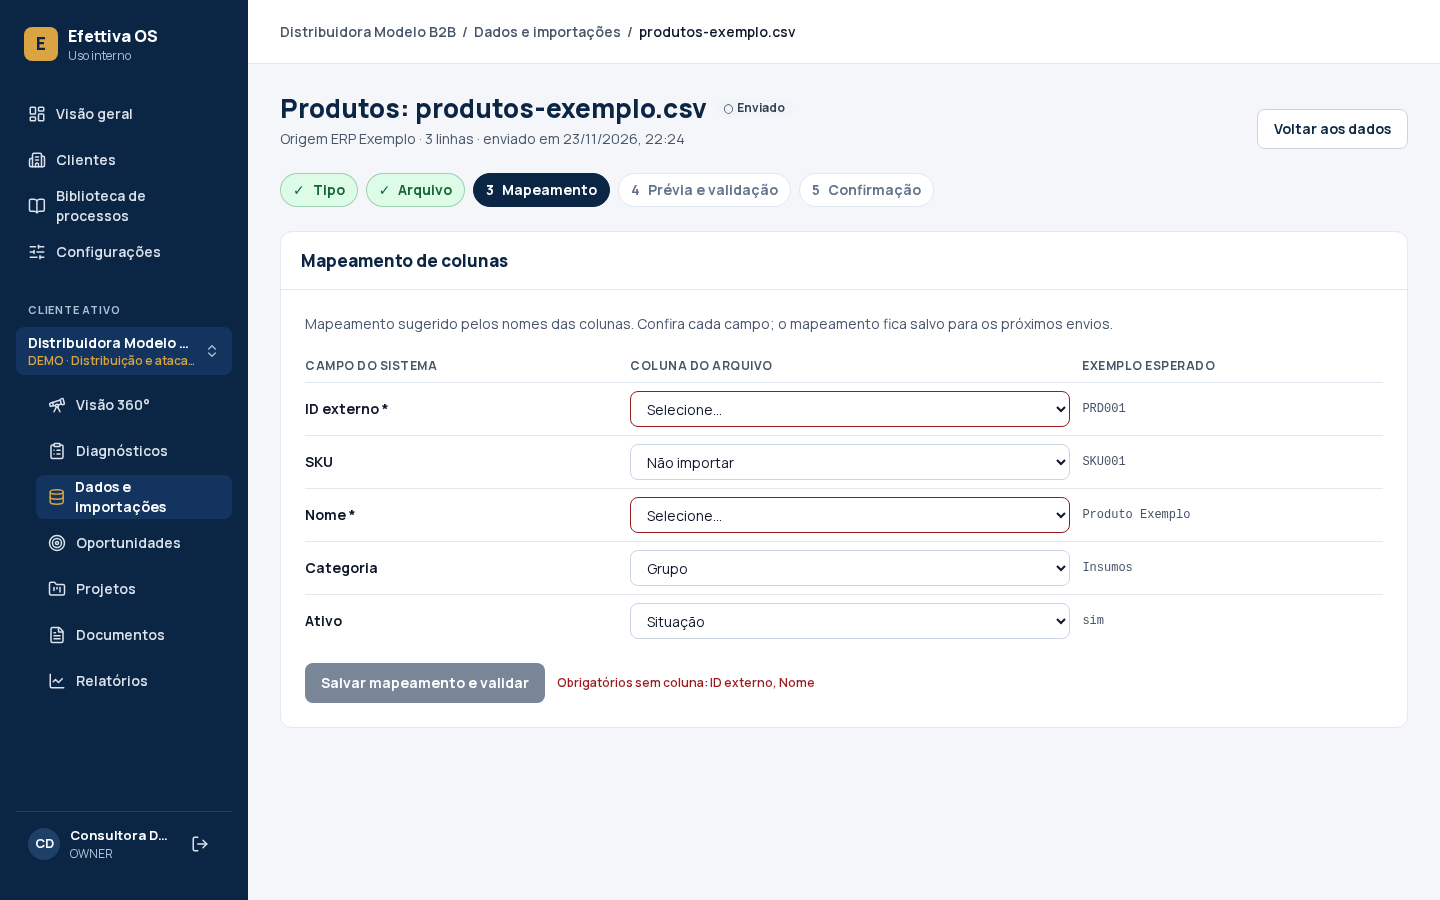 E
Efettiva OS
Uso interno
Visão geral
Clientes
Biblioteca de
processos
Configurações
CLIENTE ATIVO
Distribuidora Modelo ...
DEMO · Distribuição e ataca...
Visão 360°
Diagnósticos
Dados e
importações
Oportunidades
Projetos
Documentos
Relatórios
CD
Consultora D...
OWNER
Distribuidora Modelo B2B / Dados e importações / produtos-exemplo.csv
Produtos: produtos-exemplo.csv
Enviado
Origem ERP Exemplo · 3 linhas · enviado em 23/11/2026, 22:24
Voltar aos dados
✓ Tipo
✓ Arquivo
3 Mapeamento
4 Prévia e validação
5 Confirmação
Mapeamento de colunas
Mapeamento sugerido pelos nomes das colunas. Confira cada campo; o mapeamento fica salvo para os próximos envios.
CAMPO DO SISTEMA COLUNA DO ARQUIVO EXEMPLO ESPERADO
ID externo * Selecione... PRD001
SKU Não importar SKU001
Nome * Selecione... Produto Exemplo
Categoria Grupo Insumos
Ativo Situação sim
Salvar mapeamento e validar
Obrigatórios sem coluna: ID externo, Nome